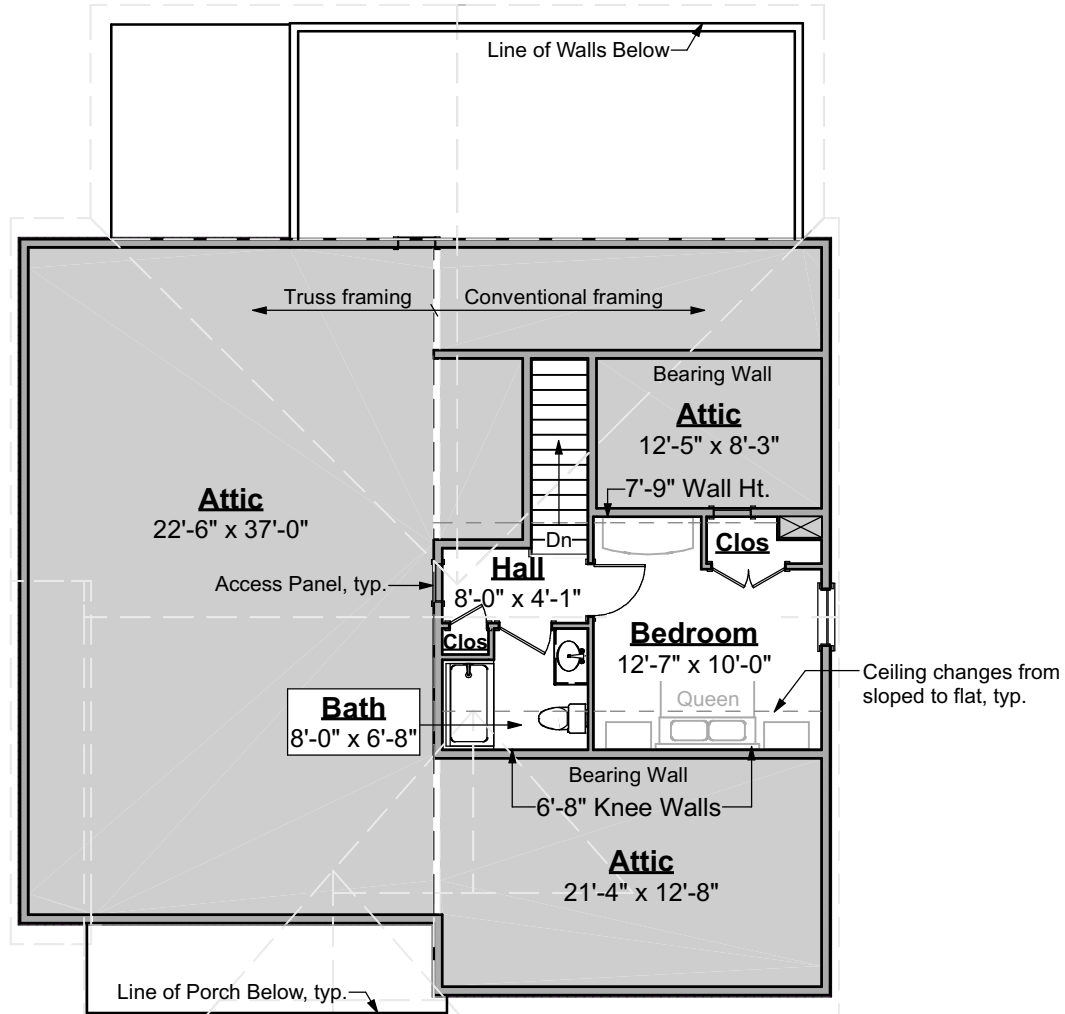 Line of Walls Below
Truss framing
Conventional framing
Bearing Wall
Attic
12'-5" x 8'-3"
7'-9" Wall Ht.
Attic
22'-6" x 37'-0"
Dn
Clos
Hall
8'-0" x 4'-1"
Access Panel, typ.
Clos
Bedroom
12'-7" x 10'-0"
Ceiling changes from
sloped to flat, typ.
Queen
Bath
8'-0" x 6'-8"
Bearing Wall
6'-8" Knee Walls
Attic
21'-4" x 12'-8"
Line of Porch Below, typ.